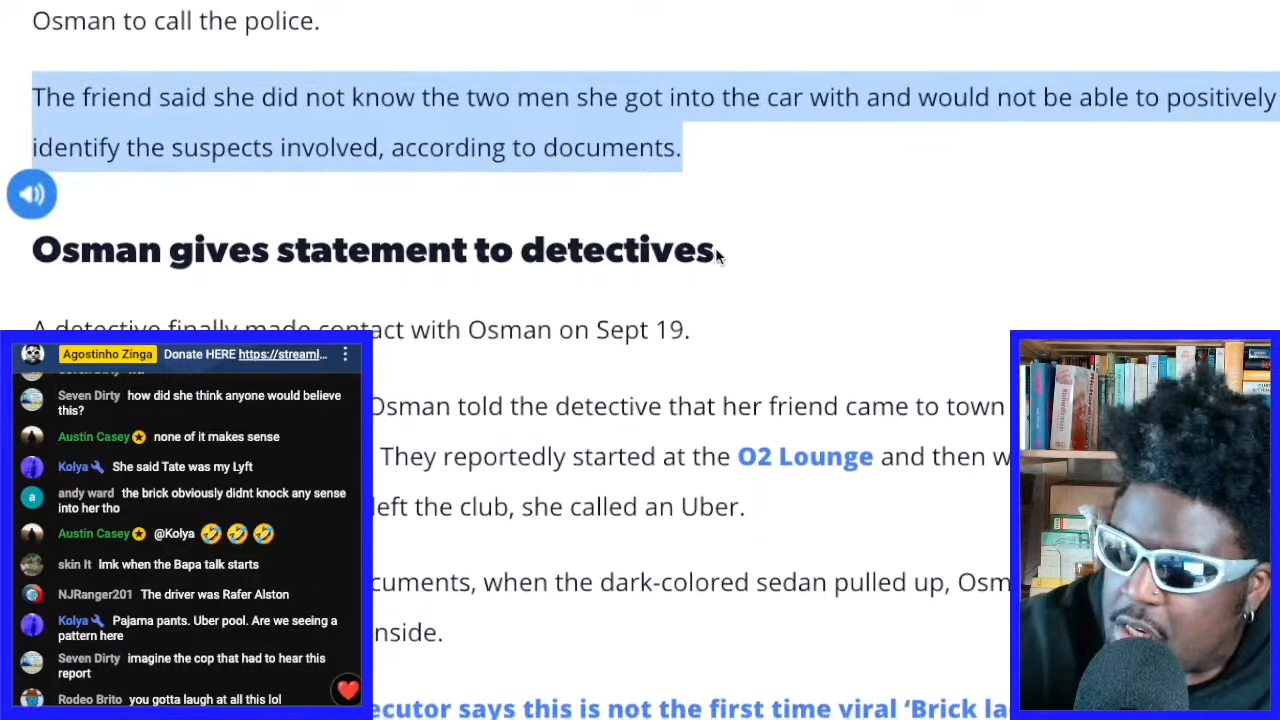 Osman to call the police.
The friend said she did not know the two men she got into the car with and would not be able to positively
identify the suspects involved, according to documents.
Osman gives statement to detectives
A detective finally made contact with Osman on Sept 19.
Osman told the detective that her friend came to town
They reportedly started at the O2 Lounge and then
left the club, she called an Uber.
when the dark-colored sedan pulled up,
nside.
says this is not the first time viral ‘Brick
Agostinho Zinga Donate HERE https://streaml...
Seven Dirty how did she think anyone would believe
this?
Austin Casey none of it makes sense
Kolya She said Tate was my Lyft
andy ward the brick obviously didnt knock any sense
into her tho
Austin Casey @Kolya 🤣 🤣 🤣
skin It lmk when the Bapa talk starts
NJRanger201 The driver was Rafer Alston
Kolya Pajama pants. Uber pool. Are we seeing a
pattern here
Seven Dirty imagine the cop that had to hear this
report
Rodeo Brito you gotta laugh at all this lol